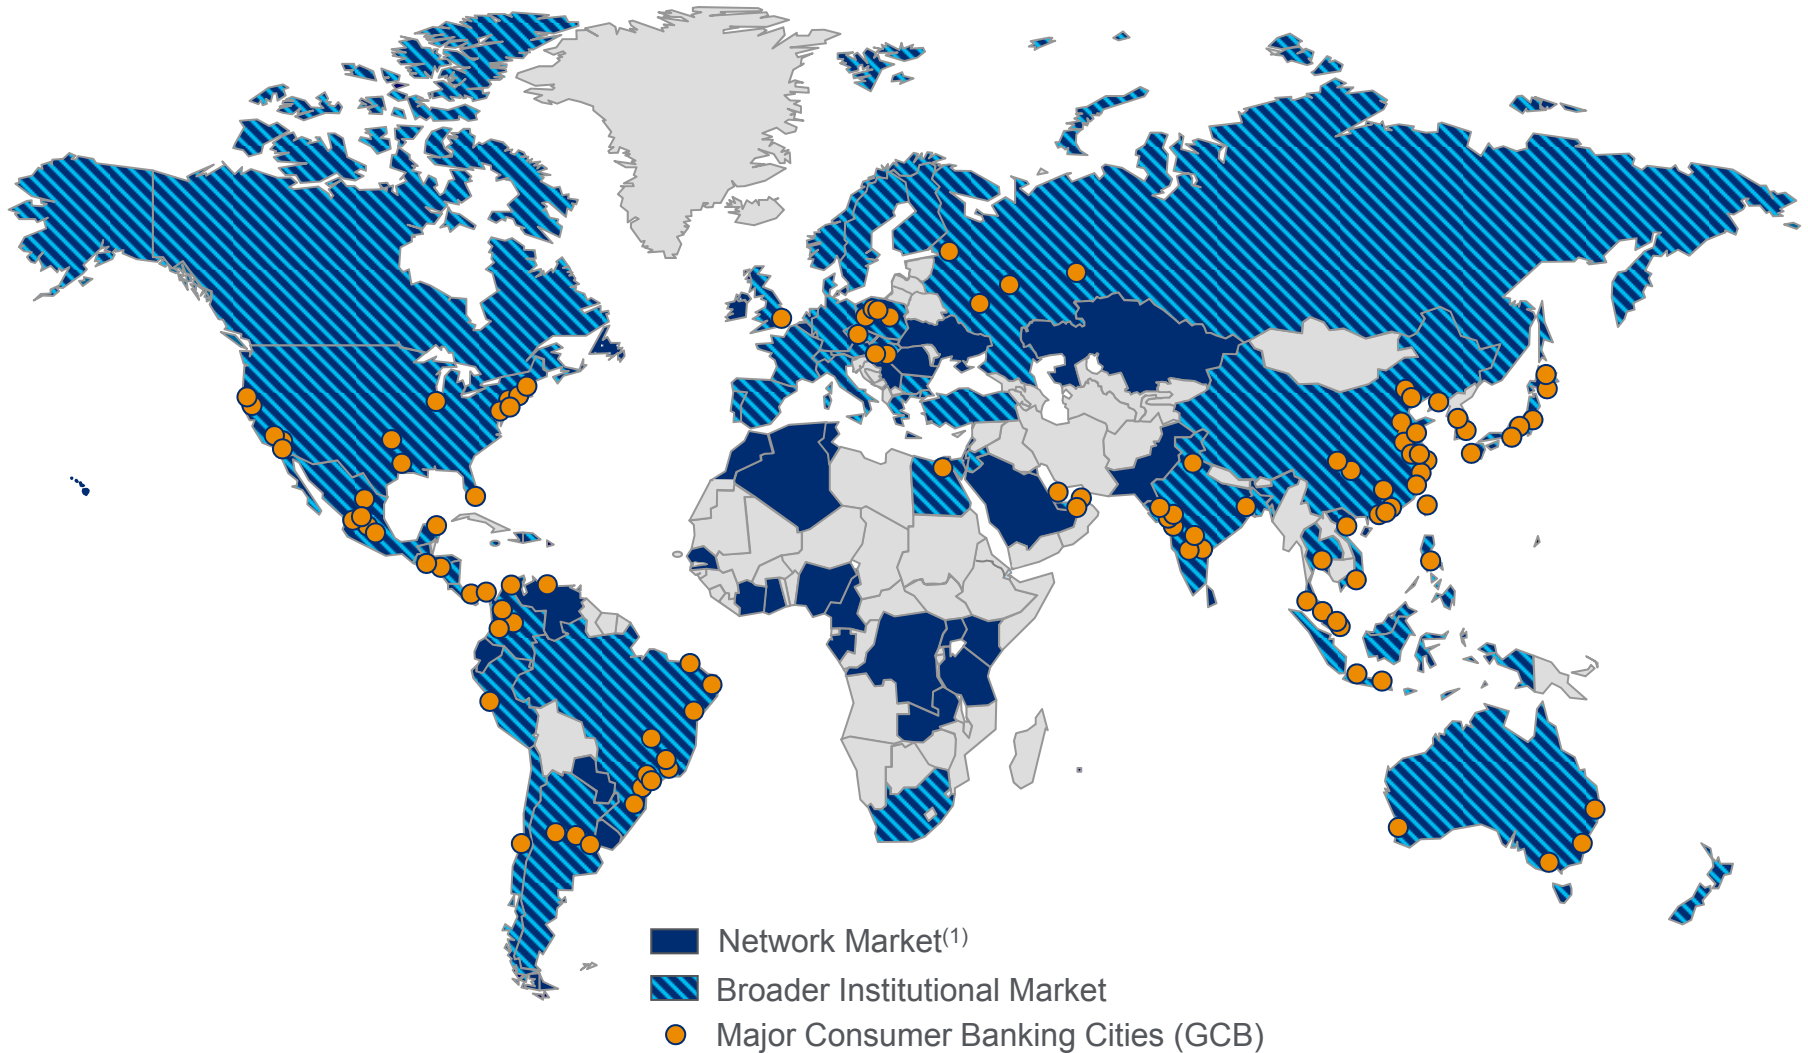 Network Market(1)
Broader Institutional Market
Major Consumer Banking Cities (GCB)